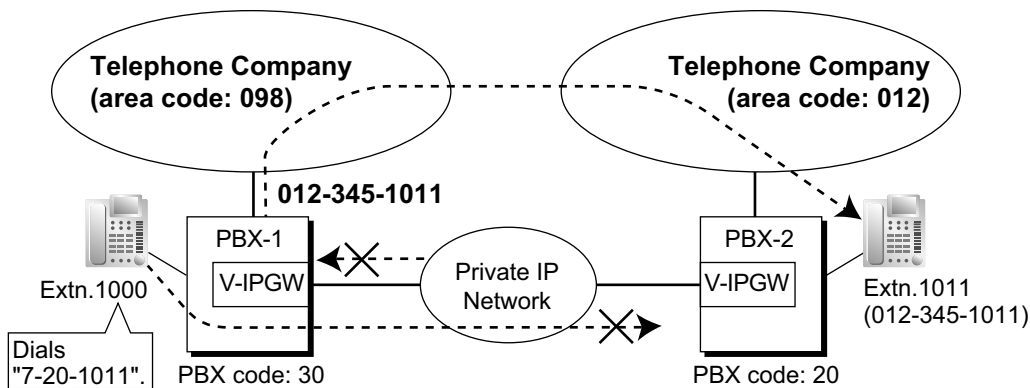 Telephone Company
(area code: 098)
Telephone Company
(area code: 012)
012-345-1011
PBX-1
V-IPGW
Extn.1000
Dials
"7-20-1011".
PBX code: 30
Private IP
Network
PBX-2
V-IPGW
Extn.1011
(012-345-1011)
PBX code: 20